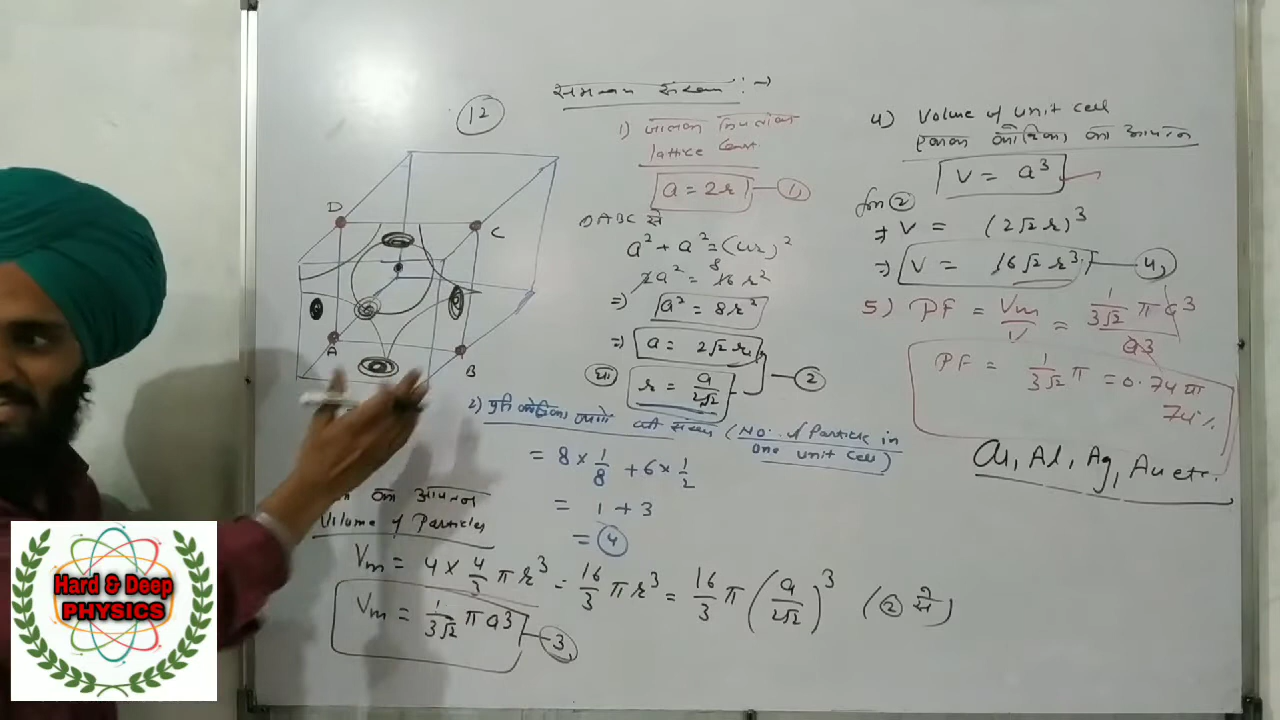 12
1) जालक नियतांक
lattice Const.
a = 2r — 1
Δ ABC से
a² + a² = (4r)²
2a² = 16 r² 8
⇒ a² = 8r²
⇒ a = 2√2 r
या r = a/2√2 — 2
D
C
A
B
2) प्रति कोष्ठिका कणों की संख्या (No. of Particle in
one unit cell)
= 8 × 1/8 + 6 × 1/2
= 1 + 3
= 4
का आयतन
Volume of Particles
Vm = 4 × 4/3 π r³ = 16/3 π r³ = 16/3 π (a/2√2)³ (2 से)
Vm = 1/3√2 π a3 — 3
4) Volume of unit cell
एकक कोष्ठिका का आयतन
V = a³
from 2
⇒ V = (2√2 r)³
⇒ V = 16√2 r³ — 4
5) PF = Vm/V = 1/3√2 π a3 / a3
PF = 1/3√2 π = 0.74 या
74%
Cu, Al, Ag, Au etc.
Hard & Deep
PHYSICS